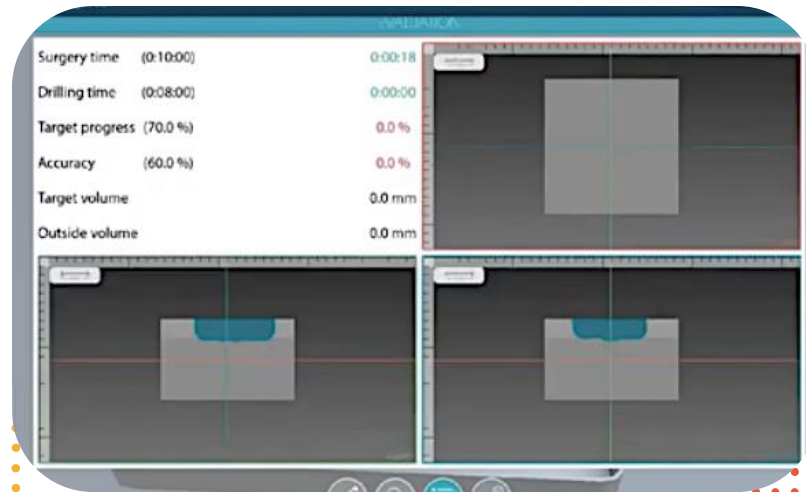 EVALUATION
Surgery time (0:10:00) 0:00:18
Drilling time (0:08:00) 0:00:00
Target progress (70.0 %) 0.0 %
Accuracy (60.0 %) 0.0 %
Target volume 0.0 mm
Outside volume 0.0 mm